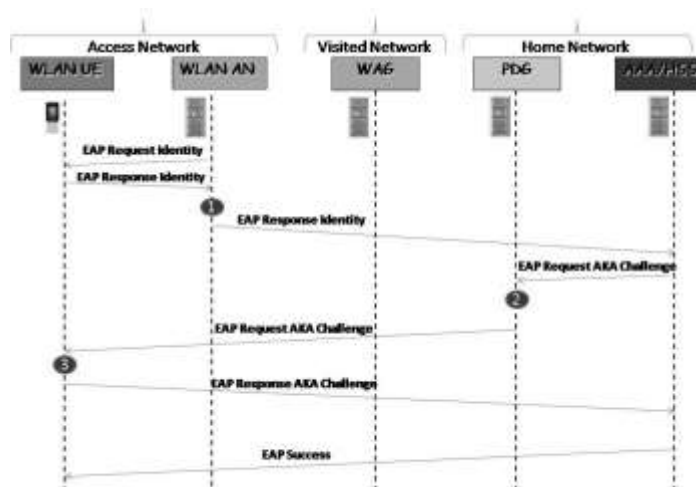 Access Network
Visited Network
Home Network
WLAN UE
WLAN AN
WAG
PDG
EAP Request Identity
EAP Response Identity
1
EAP Response Identity
EAP Request AKA Challenge
2
EAP Request AKA Challenge
3
EAP Response AKA Challenge
EAP Success